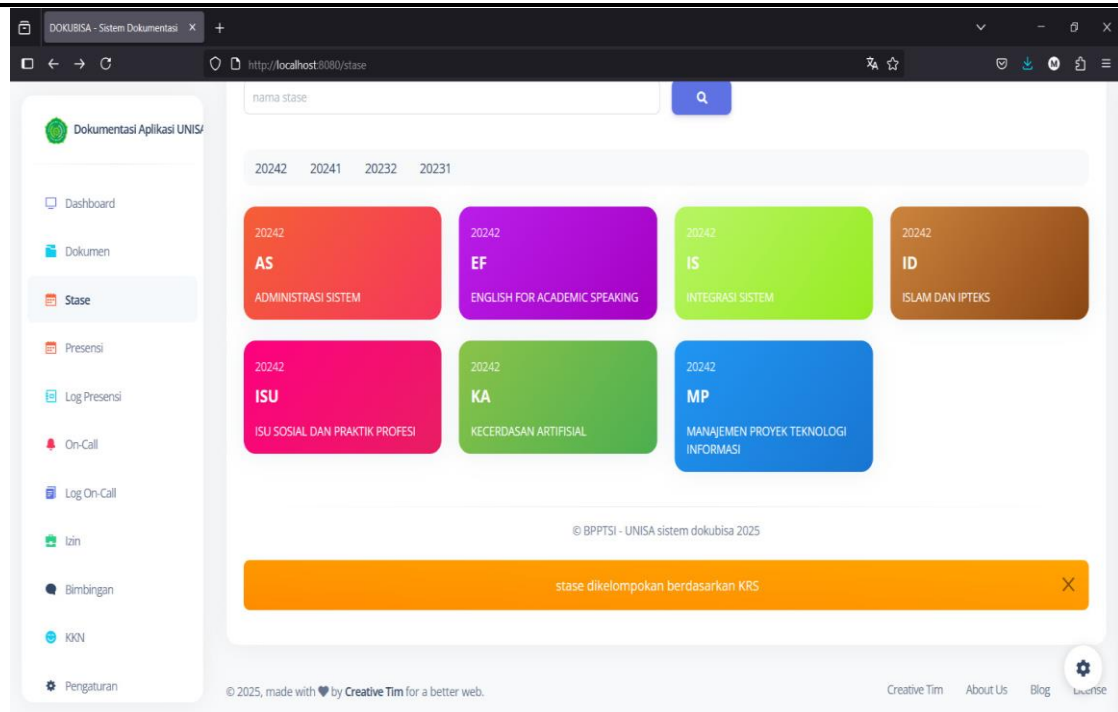 DOKUBISA - Sistem Dokumentasi
http://localhost:8080/stase
Dokumentasi Aplikasi UNISA
Dashboard
Dokumen
Stase
Presensi
Log Presensi
On-Call
Log On-Call
Izin
Bimbingan
KKN
Pengaturan
nama stase
20242 20241 20232 20231
20242
AS
ADMINISTRASI SISTEM
20242
EF
ENGLISH FOR ACADEMIC SPEAKING
20242
IS
INTEGRASI SISTEM
20242
ID
ISLAM DAN IPTEKS
20242
ISU
ISU SOSIAL DAN PRAKTIK PROFESI
20242
KA
KECERDASAN ARTIFISIAL
20242
MP
MANAJEMEN PROYEK TEKNOLOGI
INFORMASI
© BPPTSI - UNISA sistem dokubisa 2025
stase dikelompokan berdasarkan KRS
© 2025, made with ♥ by Creative Tim for a better web.
Creative Tim About Us Blog License